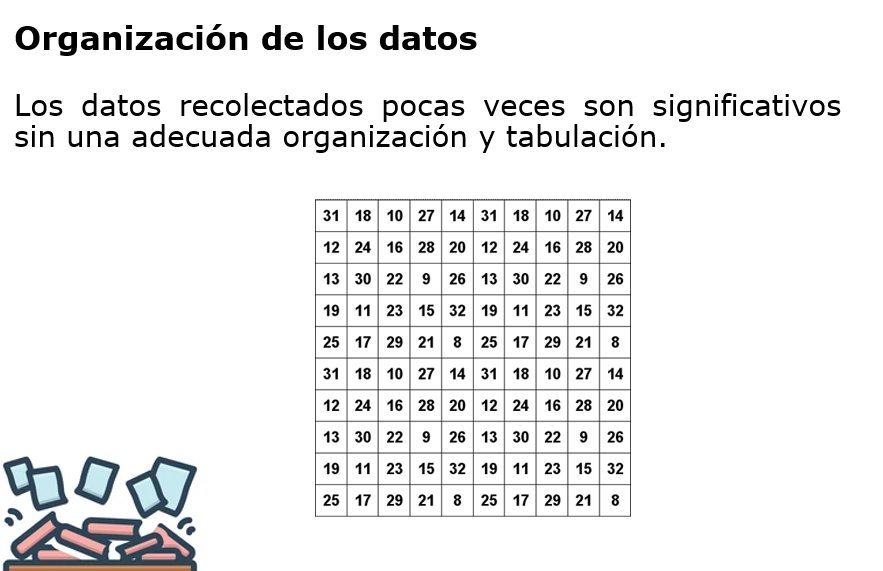 Organización de los datos
Los datos recolectados pocas veces son significativos
sin una adecuada organización y tabulación.
31 18 10 27 14 31 18 10 27 14
12 24 16 28 20 12 24 16 28 20
13 30 22 9 26 13 30 22 9 26
19 11 23 15 32 19 11 23 15 32
25 17 29 21 8 25 17 29 21 8
31 18 10 27 14 31 18 10 27 14
12 24 16 28 20 12 24 16 28 20
13 30 22 9 26 13 30 22 9 26
19 11 23 15 32 19 11 23 15 32
25 17 29 21 8 25 17 29 21 8